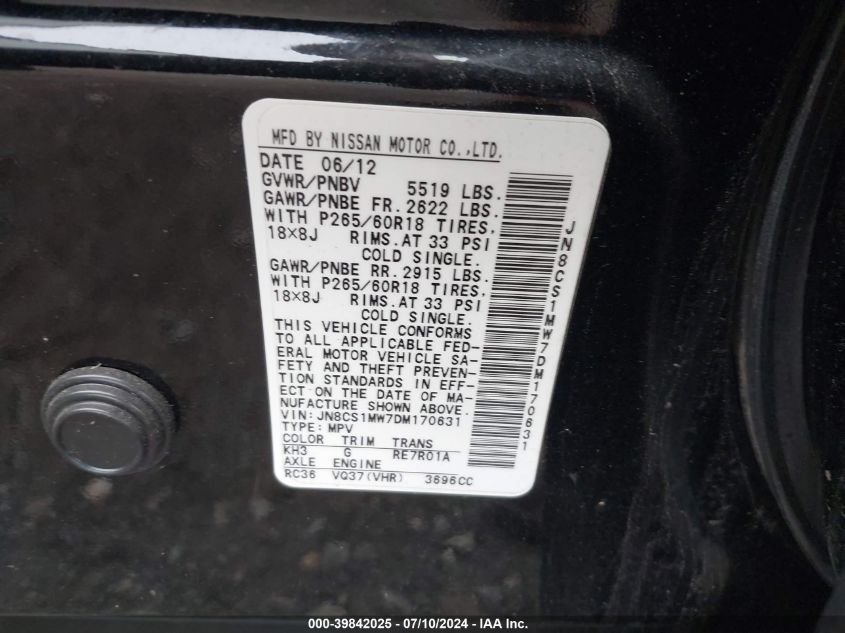 MFD BY NISSAN MOTOR CO.,LTD.
DATE 06/12
GVWR/PNBV 5519 LBS.
GAWR/PNBE FR. 2622 LBS.
WITH P265/60R18 TIRES,
18X8J RIMS. AT 33 PSI
COLD SINGLE.
GAWR/PNBE RR. 2915 LBS.
WITH P265/60R18 TIRES,
18X8J RIMS. AT 33 PSI
COLD SINGLE.
THIS VEHICLE CONFORMS
TO ALL APPLICABLE FED-
ERAL MOTOR VEHICLE SA-
FETY AND THEFT PREVEN-
TION STANDARDS IN EFF-
ECT ON THE DATE OF MA-
NUFACTURE SHOWN ABOVE.
VIN: JN8CS1MW7DM170631
TYPE: MPV
COLOR TRIM TRANS
KH3 G RE7R01A
AXLE ENGINE
RC36 VQ37(VHR) 3696CC
JN8CS1MW7DM170631
000-39842025 - 07/10/2024 - IAA Inc.